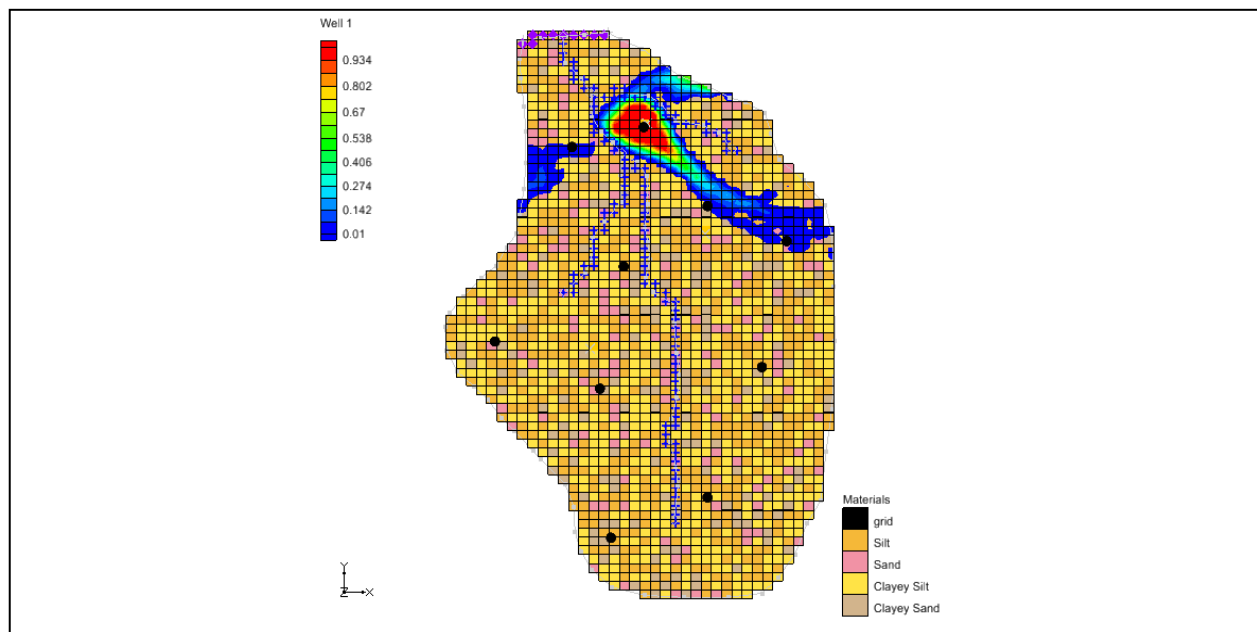 Well 1
0.934
0.802
0.67
0.538
0.406
0.274
0.142
0.01
Y
Z X
Materials
grid
Silt
Sand
Clayey Silt
Clayey Sand